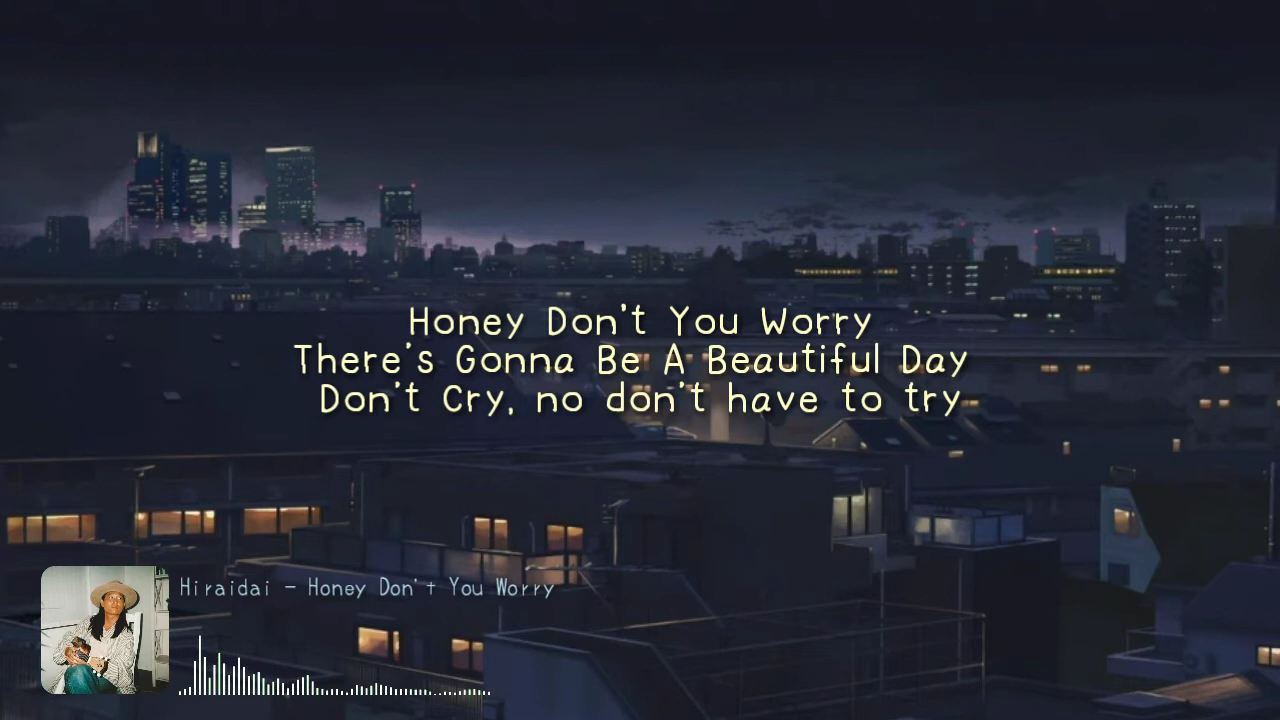 Honey Don't You Worry
There's Gonna Be A Beautiful Day
Don't Cry, no don't have to try
Hiraidai - Honey Don't You Worry